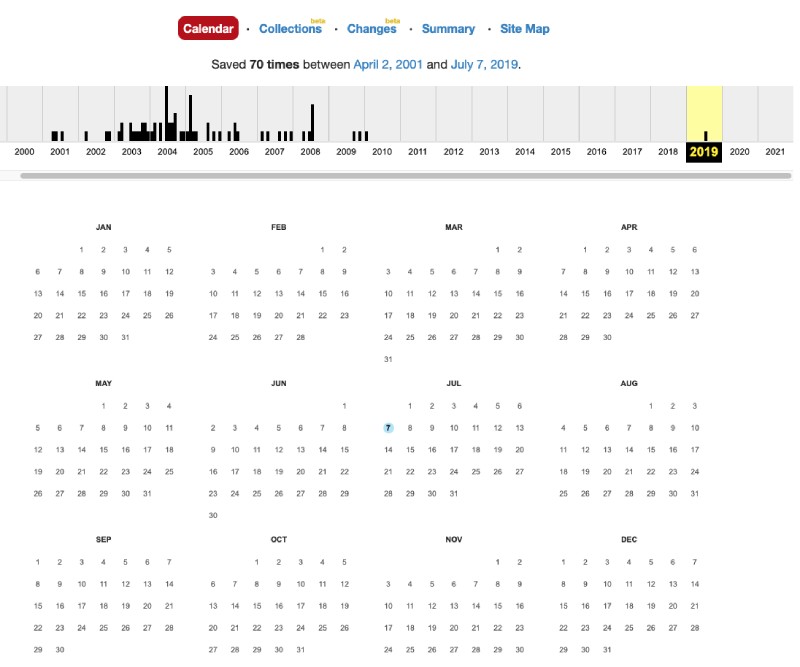 beta beta
Calendar · Collections · Changes · Summary · Site Map
Saved 70 times between April 2, 2001 and July 7, 2019.
2000 2001 2002 2003 2004 2005 2006 2007 2008 2009 2010 2011 2012 2013 2014 2015 2016 2017 2018 2019 2020 2021
JAN FEB MAR APR
1 2 3 4 5 1 2 1 2 1 2 3 4 5 6
6 7 8 9 10 11 12 3 4 5 6 7 8 9 3 4 5 6 7 8 9 7 8 9 10 11 12 13
13 14 15 16 17 18 19 10 11 12 13 14 15 16 10 11 12 13 14 15 16 14 15 16 17 18 19 20
20 21 22 23 24 25 26 17 18 19 20 21 22 23 17 18 19 20 21 22 23 21 22 23 24 25 26 27
27 28 29 30 31 24 25 26 27 28 24 25 26 27 28 29 30 28 29 30
31
MAY JUN JUL AUG
1 2 3 4 1 1 2 3 4 5 6 1 2 3
5 6 7 8 9 10 11 2 3 4 5 6 7 8 7 8 9 10 11 12 13 4 5 6 7 8 9 10
12 13 14 15 16 17 18 9 10 11 12 13 14 15 14 15 16 17 18 19 20 11 12 13 14 15 16 17
19 20 21 22 23 24 25 16 17 18 19 20 21 22 21 22 23 24 25 26 27 18 19 20 21 22 23 24
26 27 28 29 30 31 23 24 25 26 27 28 29 28 29 30 31 25 26 27 28 29 30 31
30
SEP OCT NOV DEC
1 2 3 4 5 6 7 1 2 3 4 5 1 2 1 2 3 4 5 6 7
8 9 10 11 12 13 14 6 7 8 9 10 11 12 3 4 5 6 7 8 9 8 9 10 11 12 13 14
15 16 17 18 19 20 21 13 14 15 16 17 18 19 10 11 12 13 14 15 16 15 16 17 18 19 20 21
22 23 24 25 26 27 28 20 21 22 23 24 25 26 17 18 19 20 21 22 23 22 23 24 25 26 27 28
29 30 27 28 29 30 31 24 25 26 27 28 29 30 29 30 31